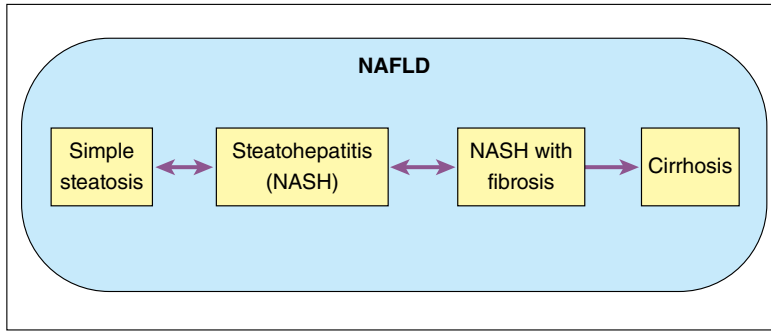 NAFLD
Simple
steatosis
Steatohepatitis
(NASH)
NASH with
fibrosis
Cirrhosis